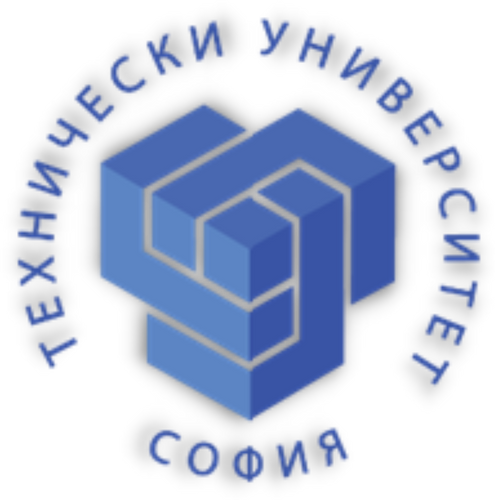 ТЕХНИЧЕСКИ УНИВЕРСИТЕТ
СОФИЯ